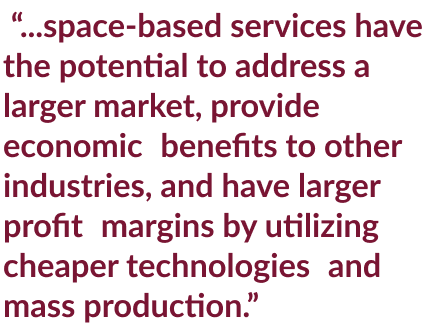 “...space-based services have
the potential to address a
larger market, provide
economic  benefits to other
industries, and have larger
profit  margins by utilizing
cheaper technologies  and
mass production.”